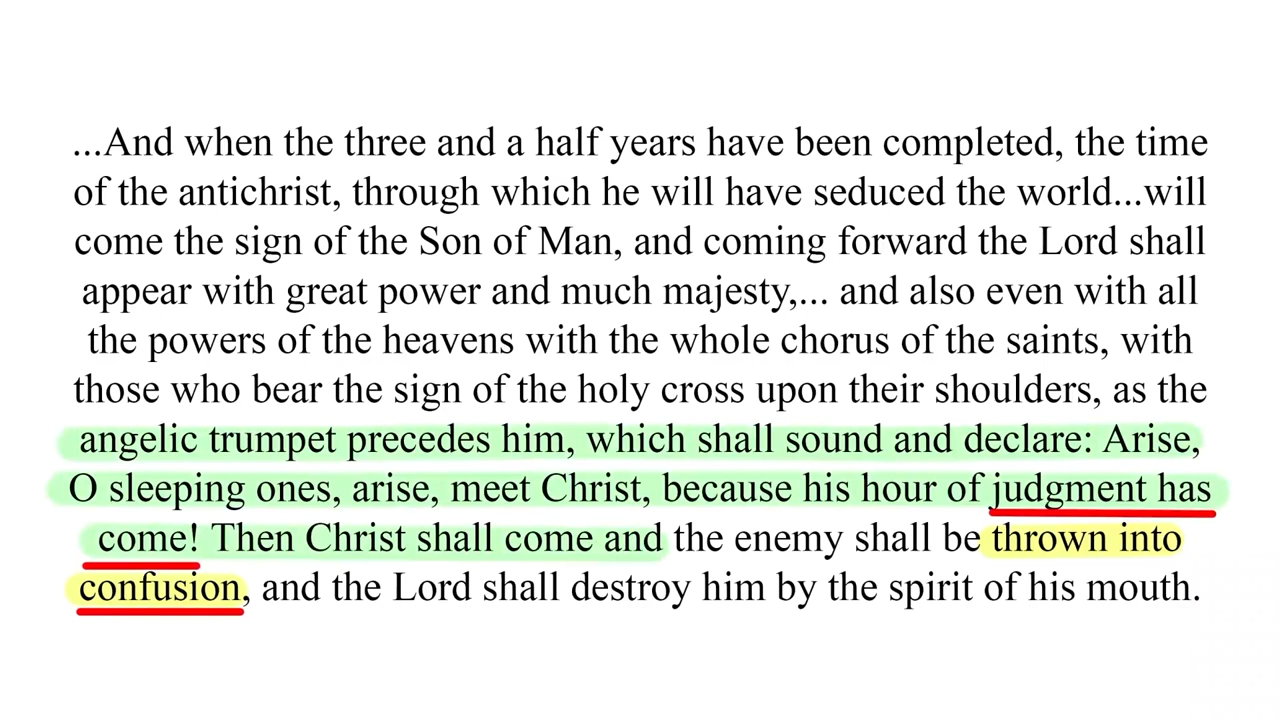 ...And when the three and a half years have been completed, the time
of the antichrist, through which he will have seduced the world...will
come the sign of the Son of Man, and coming forward the Lord shall
appear with great power and much majesty,... and also even with all
the powers of the heavens with the whole chorus of the saints, with
those who bear the sign of the holy cross upon their shoulders, as the
angelic trumpet precedes him, which shall sound and declare: Arise,
O sleeping ones, arise, meet Christ, because his hour of judgment has
come! Then Christ shall come and the enemy shall be thrown into
confusion, and the Lord shall destroy him by the spirit of his mouth.